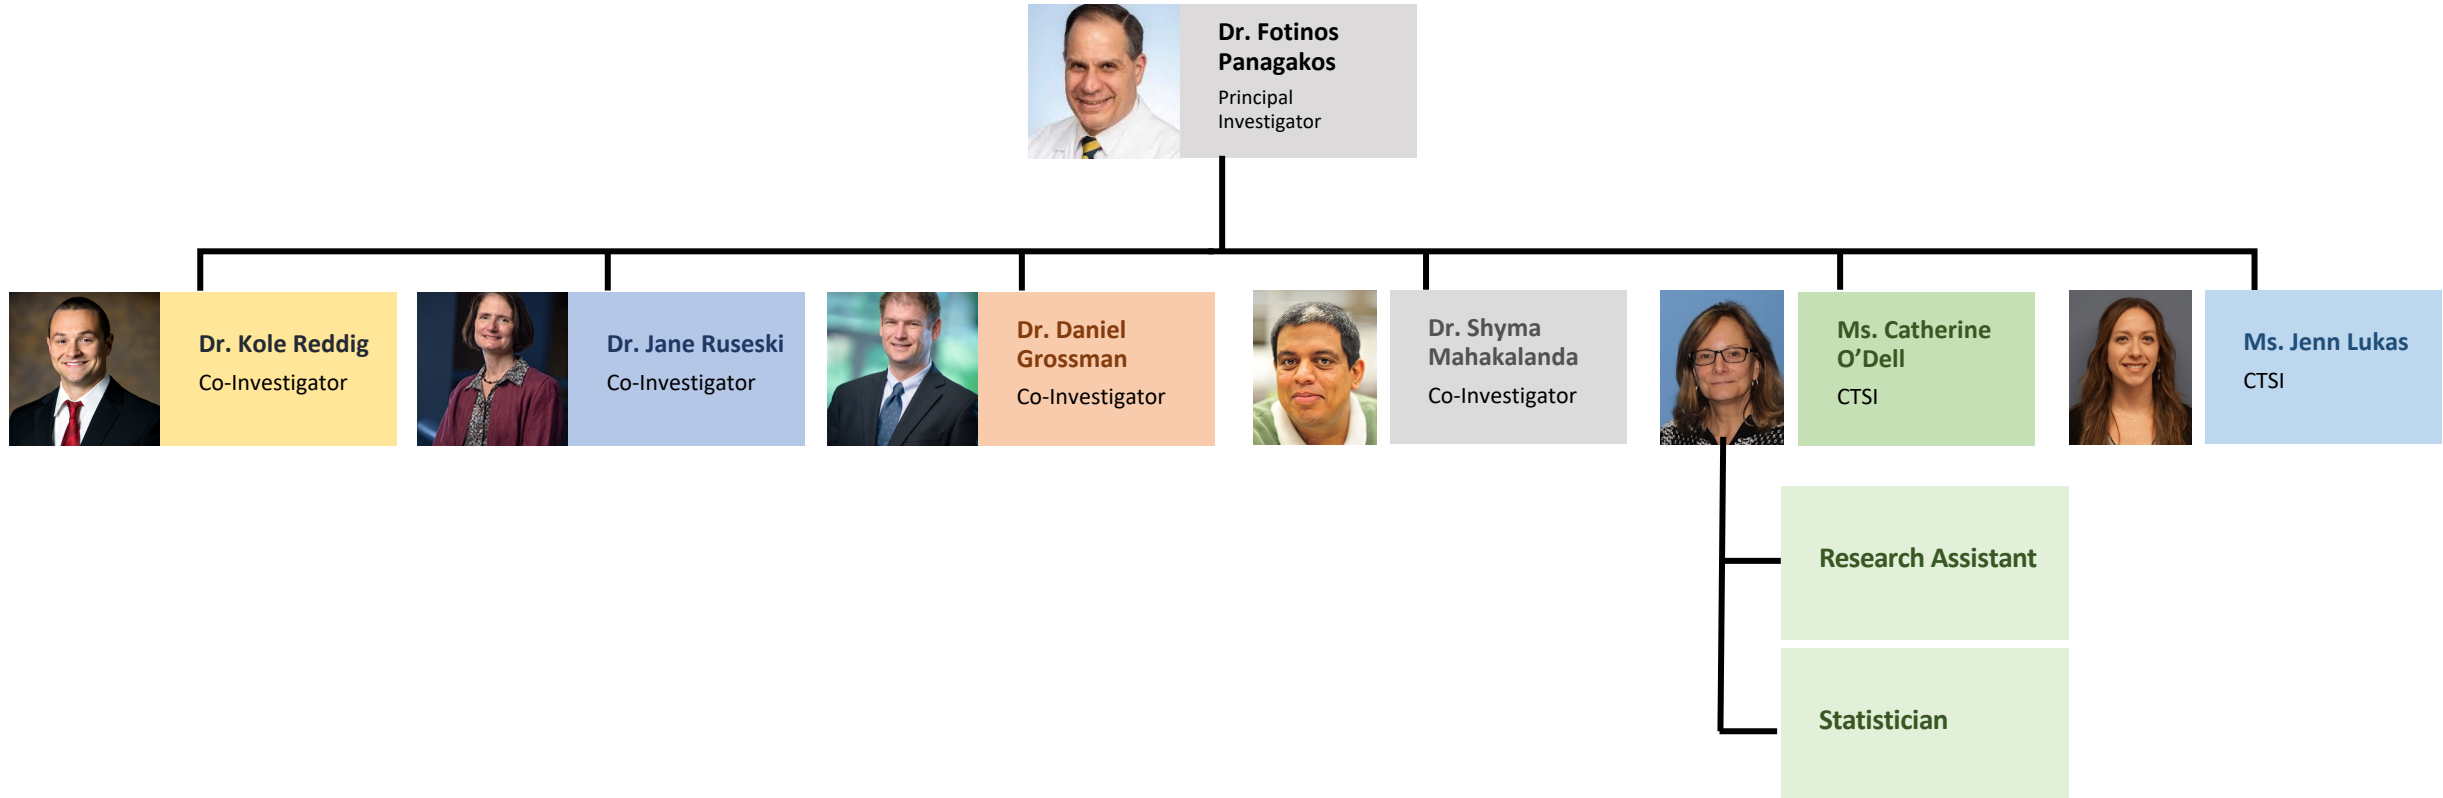 Dr. Fotinos
Panagakos
Principal
Investigator
Dr. Kole Reddig
Co-Investigator
Dr. Jane Ruseski
Co-Investigator
Dr. Daniel
Grossman
Co-Investigator
Dr. Shyma
Mahakalanda
Co-Investigator
Ms. Catherine
O’Dell
CTSI
Ms. Jenn Lukas
CTSI
Research Assistant
Statistician